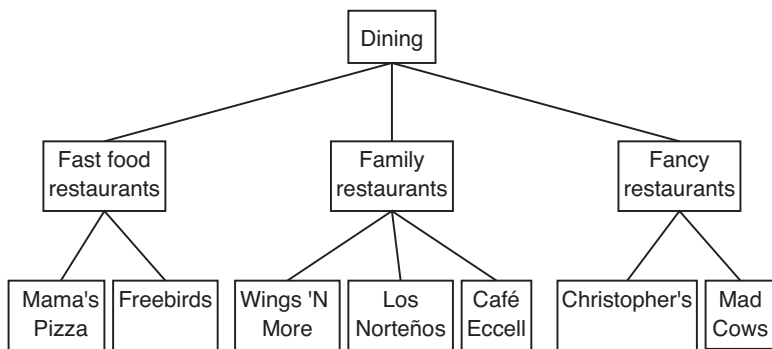 Dining
Fast food
restaurants
Family
restaurants
Fancy
restaurants
Mama's
Pizza
Freebirds
Wings 'N
More
Los
Norteños
Café
Eccell
Christopher's
Mad
Cows